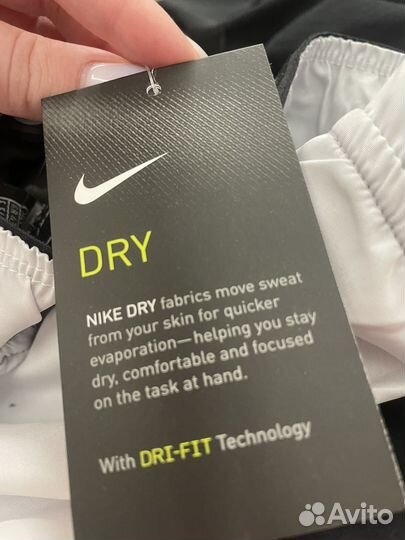 DRY
NIKE DRY fabrics move sweat
from your skin for quicker
evaporation—helping you stay
dry, comfortable and focused
on the task at hand.
With DRI-FIT Technology
Avito